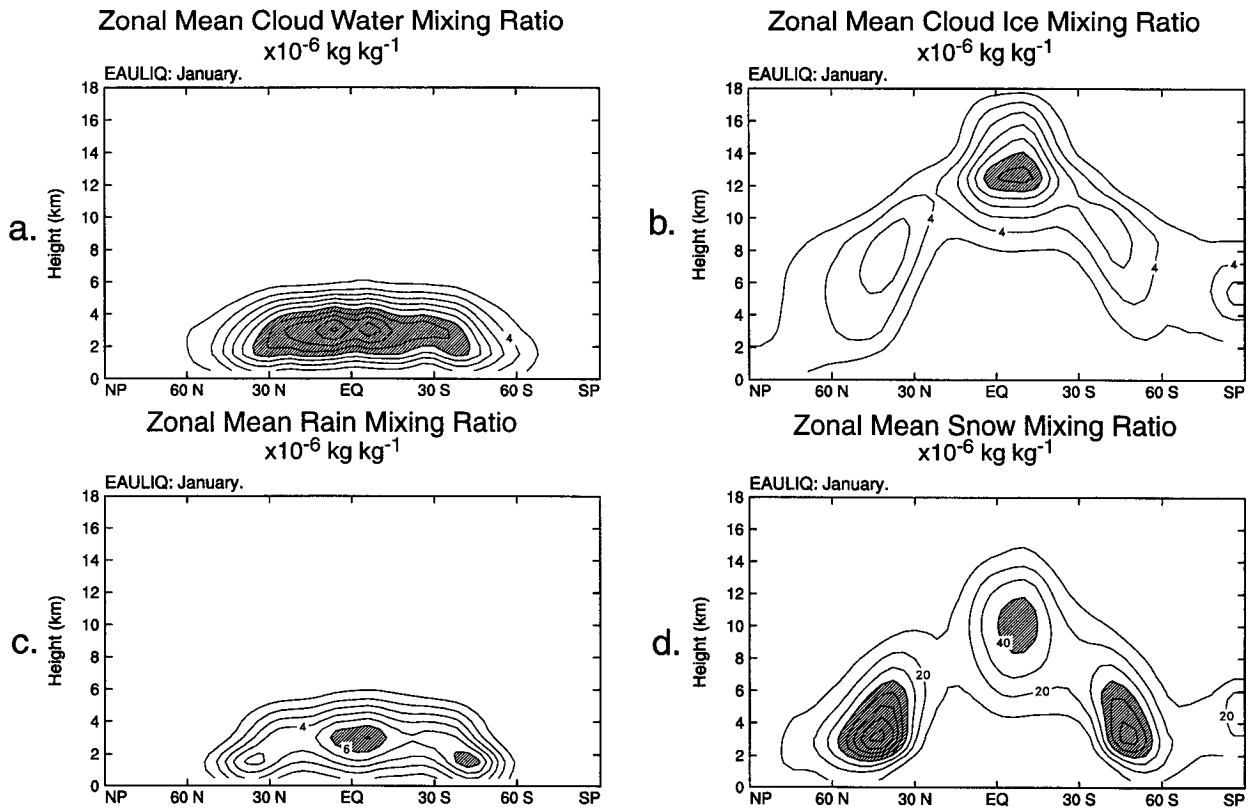 Zonal Mean Cloud Water Mixing Ratio
x10-6 kg kg-1
EAULIQ: January.
a.
Height (km)
18
16
14
12
10
8
6
4
2
0
4
NP 60 N 30 N EQ 30 S 60 S SP
Zonal Mean Cloud Ice Mixing Ratio
x10-6 kg kg-1
EAULIQ: January.
b.
Height (km)
18
16
14
12
10
8
6
4
2
0
4
4
4
4
NP 60 N 30 N EQ 30 S 60 S SP
Zonal Mean Rain Mixing Ratio
x10-6 kg kg-1
EAULIQ: January.
c.
Height (km)
18
16
14
12
10
8
6
4
2
0
4
6
NP 60 N 30 N EQ 30 S 60 S SP
Zonal Mean Snow Mixing Ratio
x10-6 kg kg-1
EAULIQ: January.
d.
Height (km)
18
16
14
12
10
8
6
4
2
0
40
20
20
20
NP 60 N 30 N EQ 30 S 60 S SP